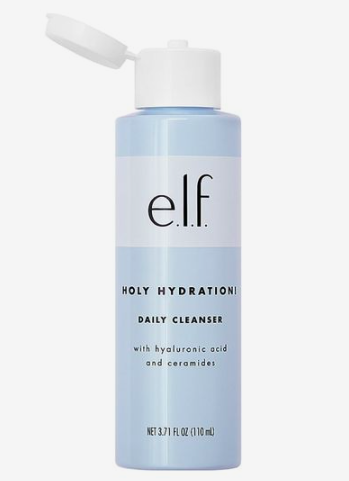 e.l.f.
HOLY HYDRATION!
DAILY CLEANSER
with hyaluronic acid
and ceramides
NET 3.71 FL OZ (110 mL)